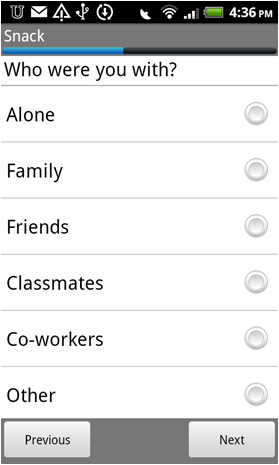 4:36 PM
Snack
Who were you with?
Alone
Family
Friends
Classmates
Co-workers
Other
Previous
Next